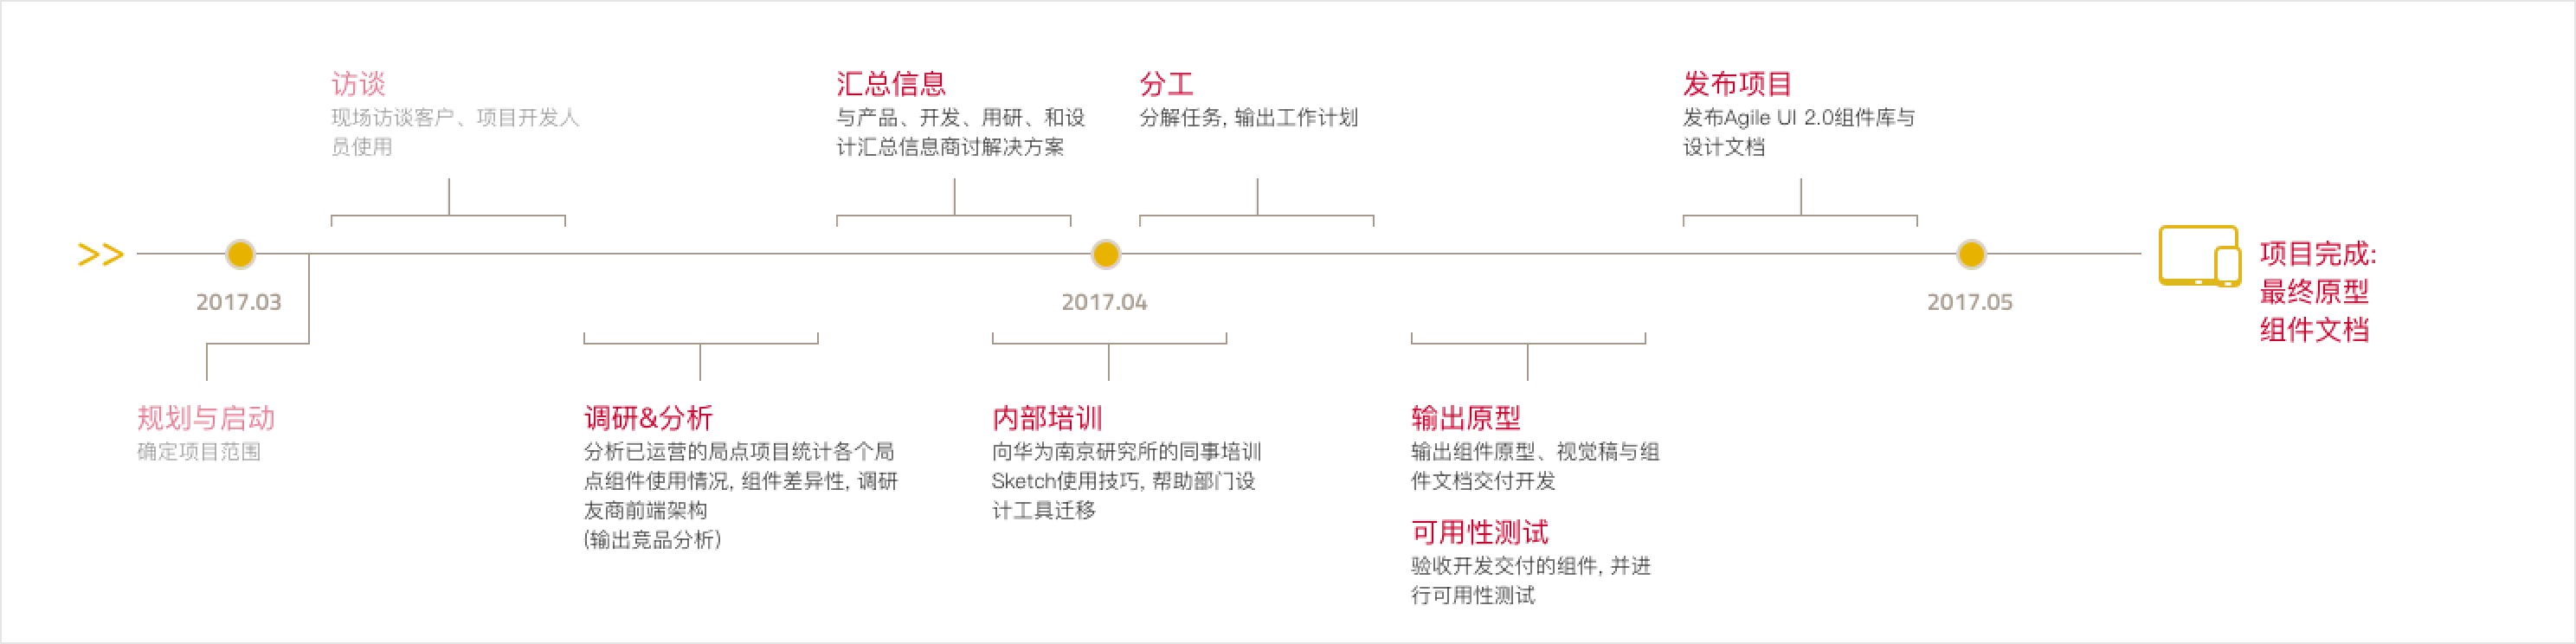 访谈
现场访谈客户、项目开发人
员使用
汇总信息
与产品、开发、用研、和设
计汇总信息商讨解决方案
分工
分解任务, 输出工作计划
发布项目
发布Agile UI 2.0组件库与
设计文档
>>
2017.03
2017.04
2017.05
项目完成:
最终原型
组件文档
规划与启动
确定项目范围
调研&分析
分析已运营的局点项目统计各个局
点组件使用情况, 组件差异性, 调研
友商前端架构
(输出竞品分析)
内部培训
向华为南京研究所的同事培训
Sketch使用技巧, 帮助部门设
计工具迁移
输出原型
输出组件原型、视觉稿与组
件文档交付开发
可用性测试
验收开发交付的组件, 并进
行可用性测试